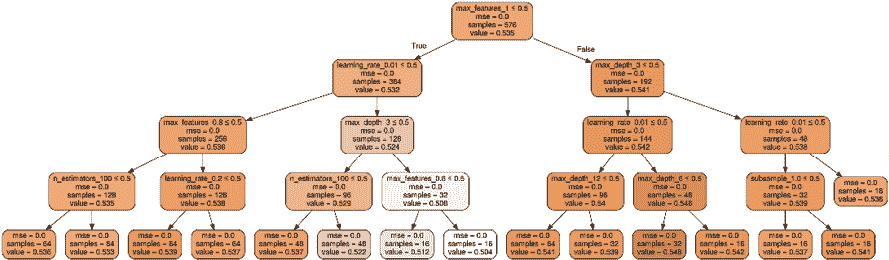 max_features_1 ≤ 0.5
mse = 0.0
samples = 576
value = 0.535
True
False
learning_rate_0.01 ≤ 0.5
mse = 0.0
samples = 384
value = 0.532
max_depth_3 ≤ 0.5
mse = 0.0
samples = 192
value = 0.541
max_features_0.8 ≤ 0.5
mse = 0.0
samples = 256
value = 0.536
max_depth_3 ≤ 0.5
mse = 0.0
samples = 128
value = 0.524
learning_rate_0.01 ≤ 0.5
mse = 0.0
samples = 144
value = 0.542
learning_rate_0.01 ≤ 0.5
mse = 0.0
samples = 48
value = 0.538
n_estimators_100 ≤ 0.5
mse = 0.0
samples = 128
value = 0.535
learning_rate_0.2 ≤ 0.5
mse = 0.0
samples = 128
value = 0.538
n_estimators_100 ≤ 0.5
mse = 0.0
samples = 96
value = 0.529
max_features_0.8 ≤ 0.5
mse = 0.0
samples = 32
value = 0.508
max_depth_12 ≤ 0.5
mse = 0.0
samples = 96
value = 0.54
max_depth_6 ≤ 0.5
mse = 0.0
samples = 48
value = 0.546
subsample_1.0 ≤ 0.5
mse = 0.0
samples = 32
value = 0.539
mse = 0.0
samples = 16
value = 0.536
mse = 0.0
samples = 64
value = 0.536
mse = 0.0
samples = 64
value = 0.533
mse = 0.0
samples = 64
value = 0.539
mse = 0.0
samples = 64
value = 0.537
mse = 0.0
samples = 48
value = 0.537
mse = 0.0
samples = 48
value = 0.522
mse = 0.0
samples = 16
value = 0.512
mse = 0.0
samples = 16
value = 0.504
mse = 0.0
samples = 64
value = 0.541
mse = 0.0
samples = 32
value = 0.539
mse = 0.0
samples = 32
value = 0.548
mse = 0.0
samples = 16
value = 0.542
mse = 0.0
samples = 16
value = 0.537
mse = 0.0
samples = 16
value = 0.541